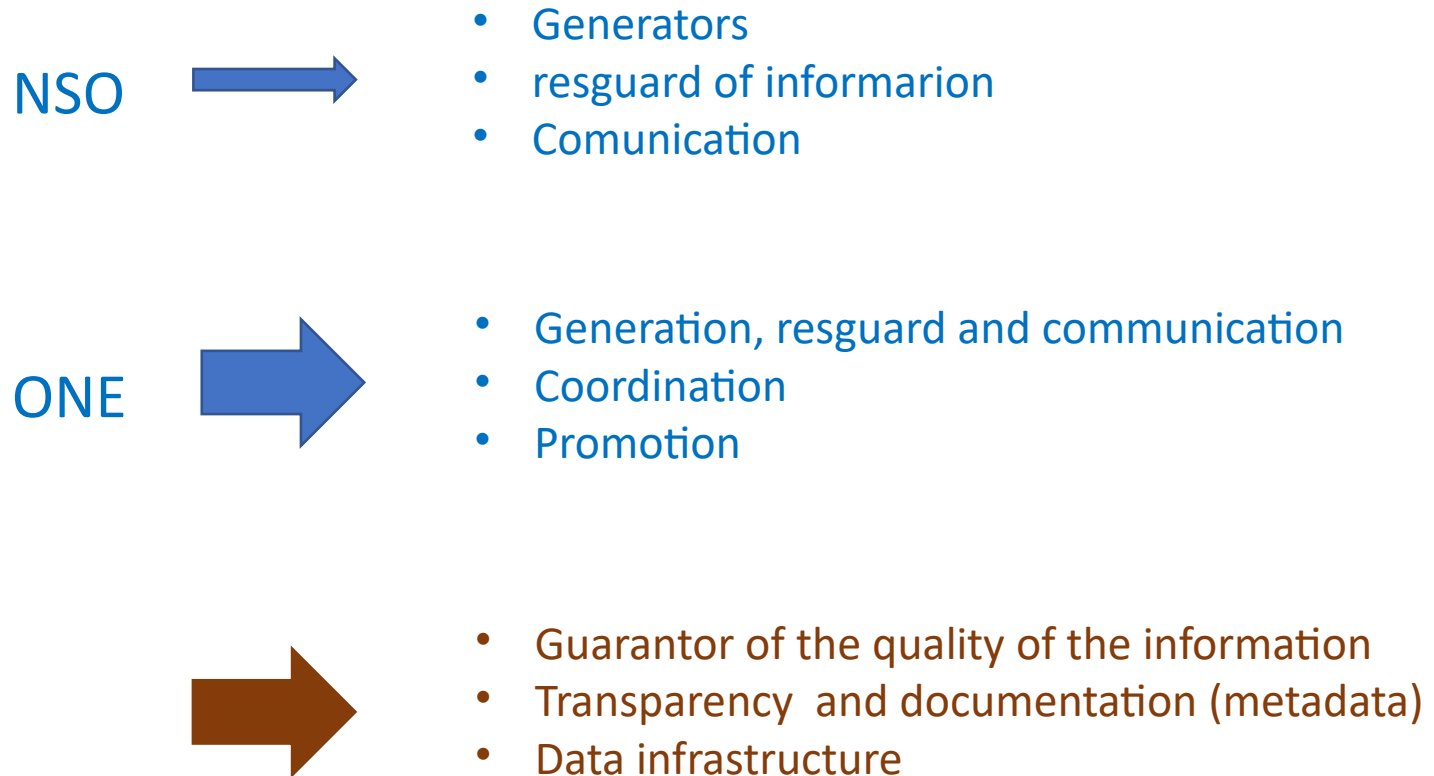 NSO
• Generators
• resguard of informarion
• Comunication
ONE
• Generation, resguard and communication
• Coordination
• Promotion
• Guarantor of the quality of the information
• Transparency and documentation (metadata)
• Data infrastructure